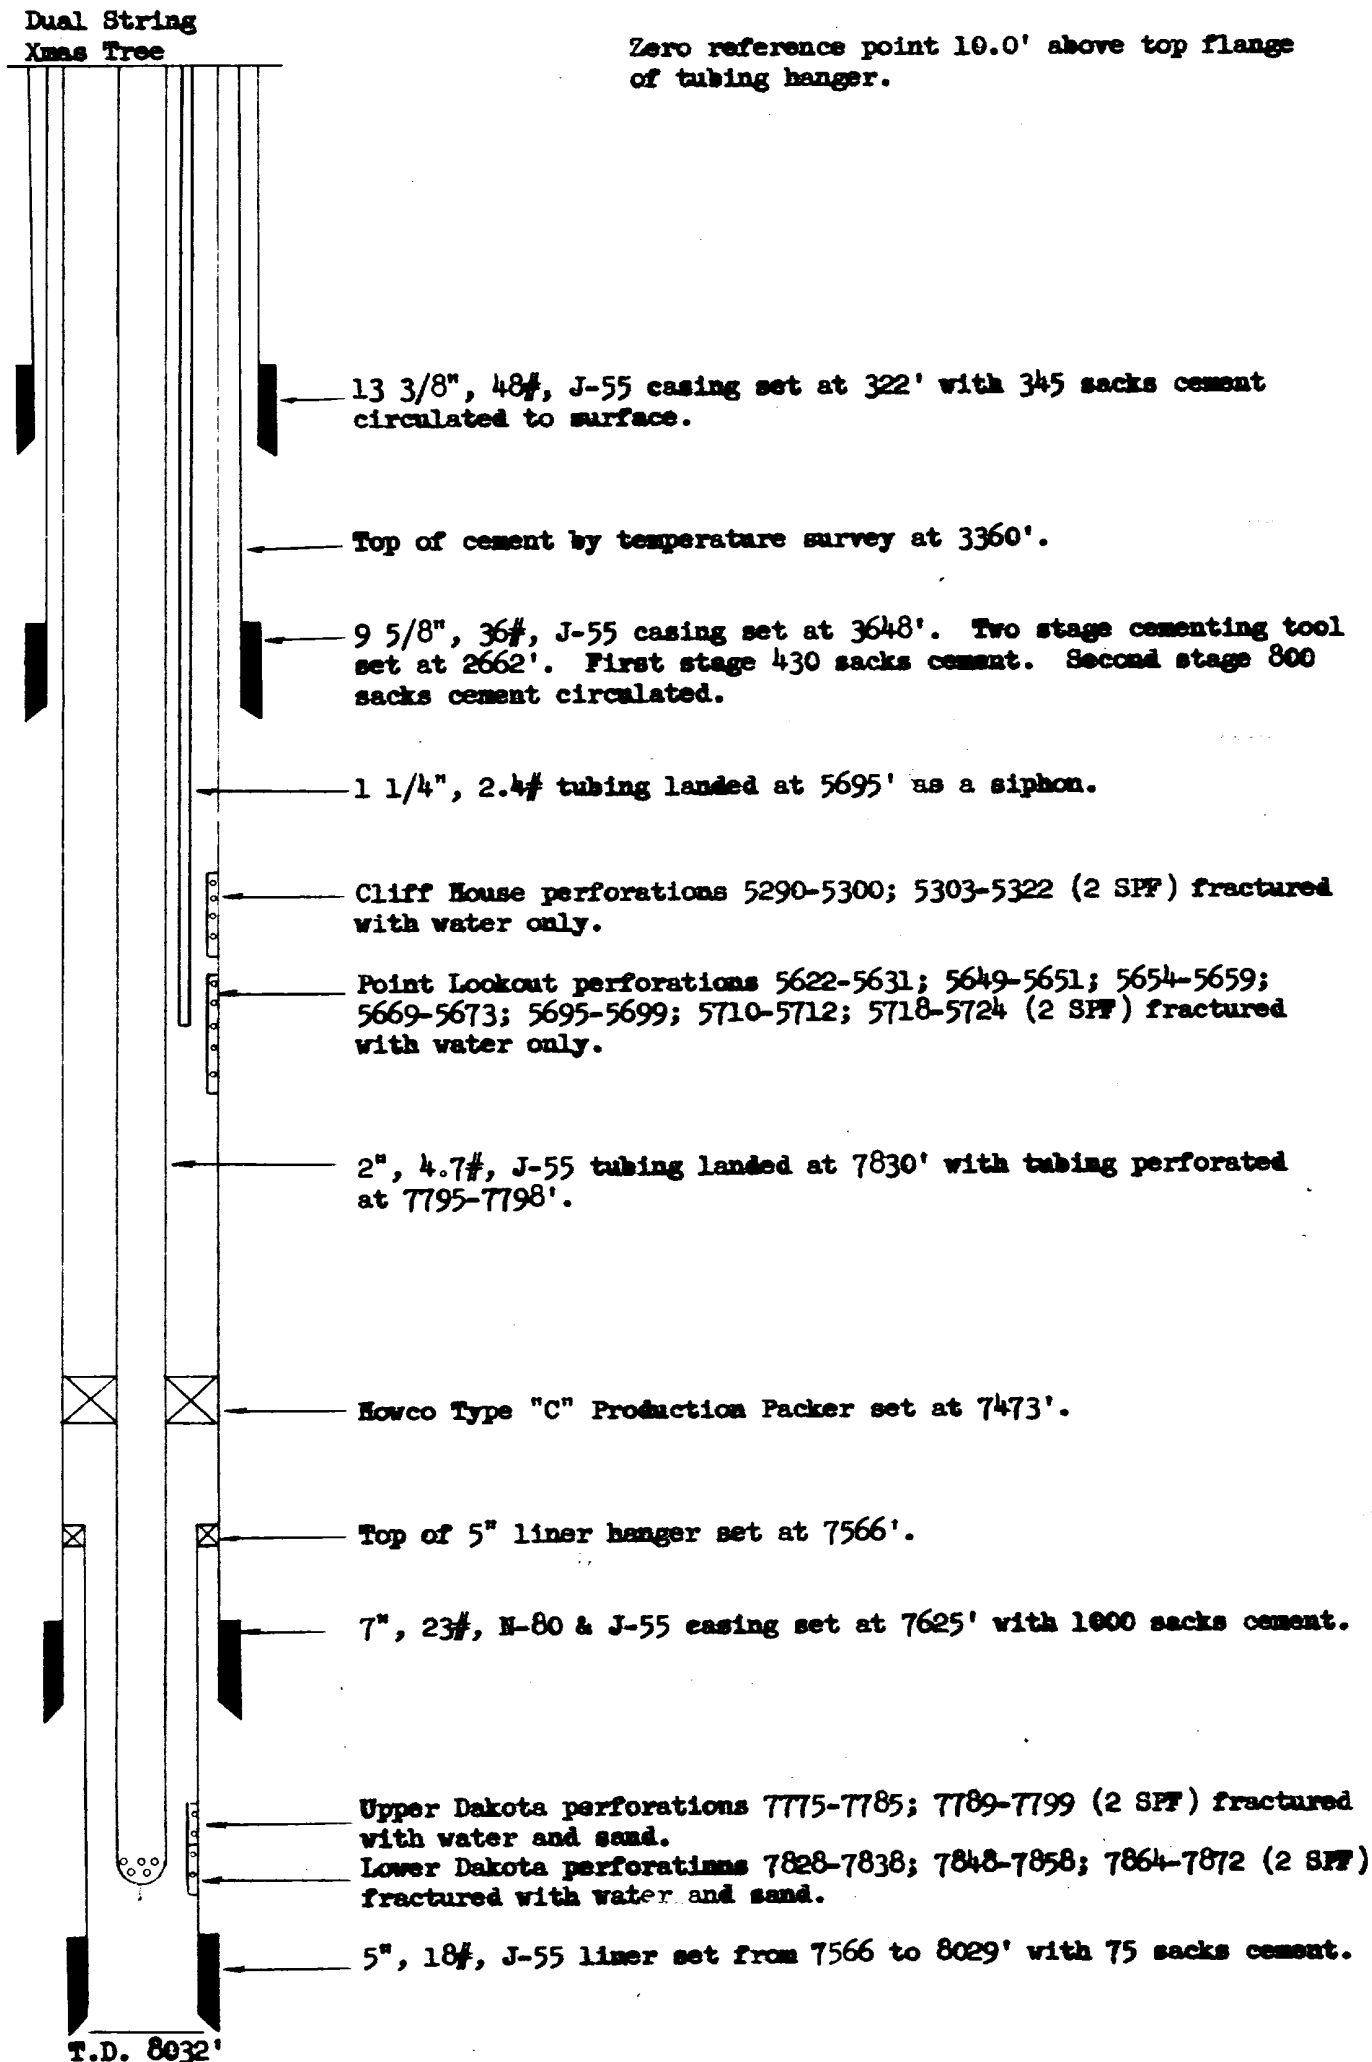 Dual String
Xmas Tree
Zero reference point 10.0' above top flange
of tubing hanger.
13 3/8", 48#, J-55 casing set at 322' with 345 sacks cement
circulated to surface.
Top of cement by temperature survey at 3360'.
9 5/8", 36#, J-55 casing set at 3648'. Two stage cementing tool
set at 2662'. First stage 430 sacks cement. Second stage 800
sacks cement circulated.
1 1/4", 2.4# tubing landed at 5695' as a siphon.
Cliff House perforations 5290-5300; 5303-5322 (2 SPF) fractured
with water only.
Point Lookout perforations 5622-5631; 5649-5651; 5654-5659;
5669-5673; 5695-5699; 5710-5712; 5718-5724 (2 SPF) fractured
with water only.
2", 4.7#, J-55 tubing landed at 7830' with tubing perforated
at 7795-7798'.
Howco Type "C" Production Packer set at 7473'.
Top of 5" liner hanger set at 7566'.
7", 23#, N-80 & J-55 casing set at 7625' with 1000 sacks cement.
Upper Dakota perforations 7775-7785; 7789-7799 (2 SPF) fractured
with water and sand.
Lower Dakota perforations 7828-7838; 7848-7858; 7864-7872 (2 SPF)
fractured with water and sand.
5", 18#, J-55 liner set from 7566 to 8029' with 75 sacks cement.
T.D. 8032'